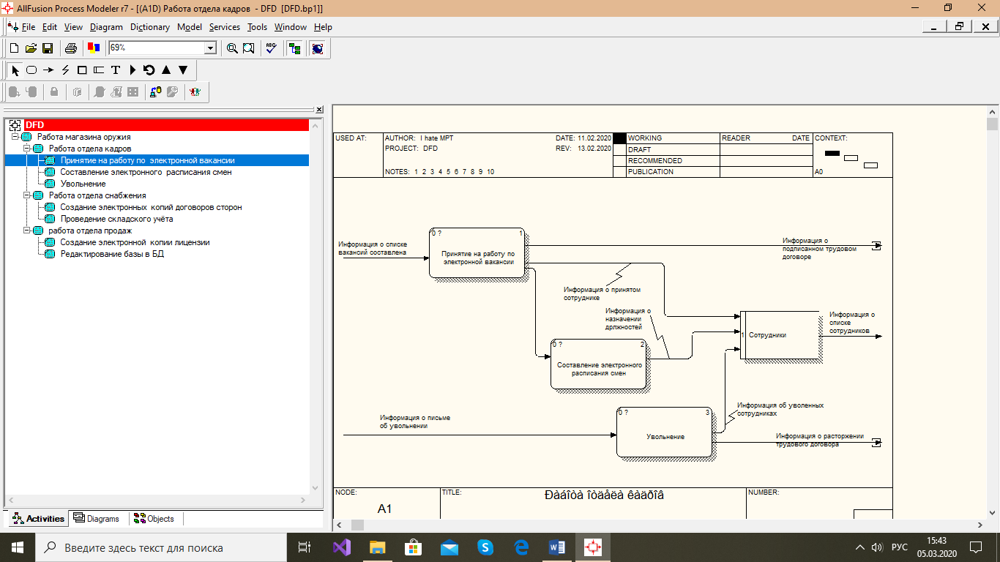 AllFusion Process Modeler r7 - [(A1D) Работа отдела кадров - DFD [DFD.bp1]]
File Edit View Diagram Dictionary Model Services Tools Window Help
69%
ABC
T
DFD
Работа магазина оружия
Работа отдела кадров
Принятие на работу по электронной вакансии
Составление электронного расписания смен
Увольнение
Работа отдела снабжения
Создание электронных копий договоров сторон
Проведение складского учёта
работа отдела продаж
Создание электронной копии лицензии
Редактирование базы в БД
Activities Diagrams Objects
USED AT: AUTHOR: I hate MPT DATE: 11.02.2020 WORKING READER DATE CONTEXT:
PROJECT: DFD REV: 13.02.2020 DRAFT
RECOMMENDED
NOTES: 1 2 3 4 5 6 7 8 9 10 PUBLICATION A0
Информация о списке
вакансий составлена
0 ? 1
Принятие на работу по
электронной вакансии
Информация о
подписанном трудовом
договоре
Информация о принятом
сотруднике
Информация о
назначении
дрлжностей
0 ? 2
Составление электронного
расписания смен
1 Сотрудники
Информация о
списке
сотрудников
Информация о письме
об увольнении
0 ? 3
Увольнение
Информация об уволенных
сотрудниках
Информация о расторжении
трудового договора
NODE: TITLE: Ðàáîòà îòäåëà êàäðîâ NUMBER:
A1
Введите здесь текст для поиска
РУС
15:43
05.03.2020